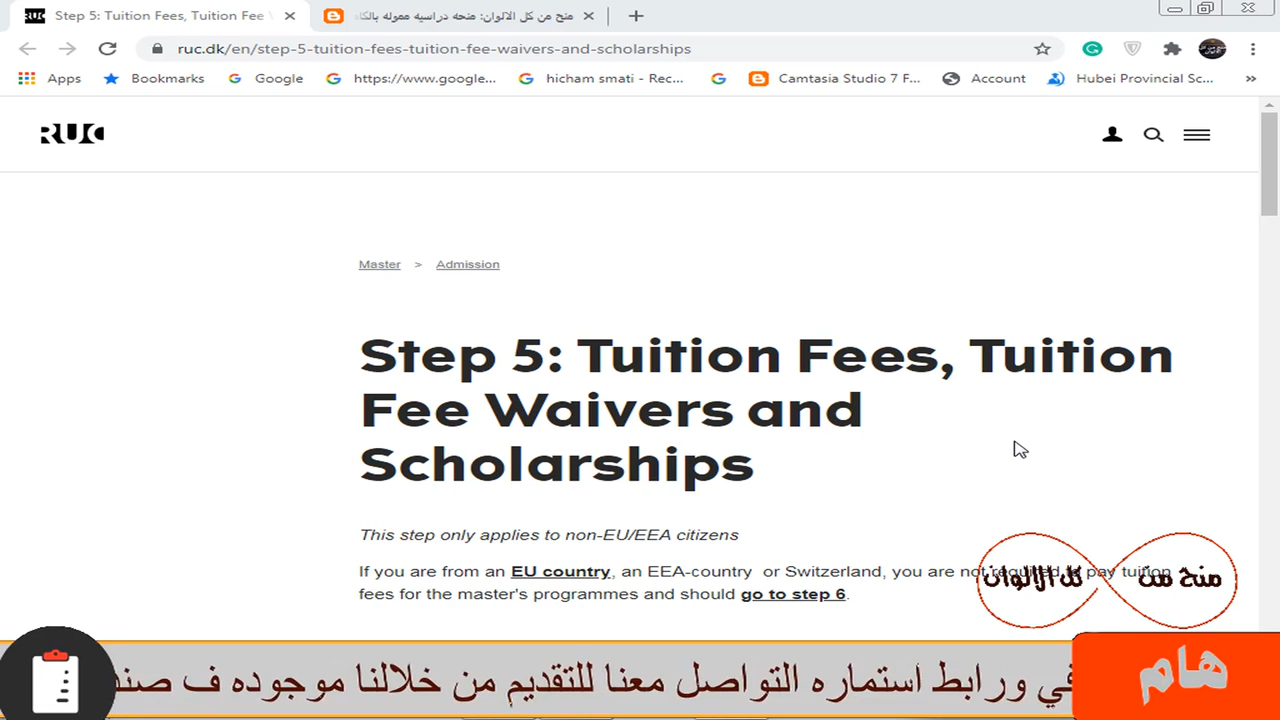 RUC Step 5: Tuition Fees, Tuition Fee W
منح من كل الالوان: منحه دراسيه مموله بالكا
ruc.dk/en/step-5-tuition-fees-tuition-fee-waivers-and-scholarships
Apps Bookmarks Google https://www.google... hicham smati - Rec... Camtasia Studio 7 F... Account Hubei Provincial Sc... »
RUC
Master > Admission
Step 5: Tuition Fees, Tuition
Fee Waivers and
Scholarships
This step only applies to non-EU/EEA citizens
If you are from an EU country, an EEA-country or Switzerland, you are not required to pay tuition
fees for the master's programmes and should go to step 6.
منح من كل الالوان
هام
في ورابط استماره التواصل معنا للتقديم من خلالنا موجوده ف صند